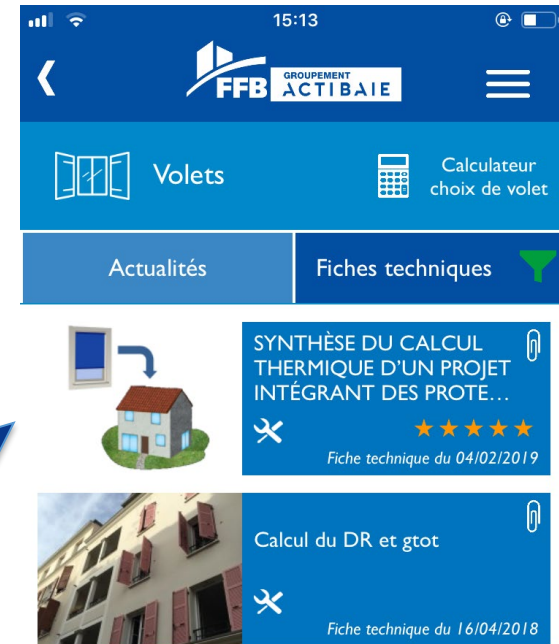 15:13
FFB GROUPEMENT
ACTIBAIE
Volets
Calculateur
choix de volet
Actualités
Fiches techniques
SYNTHÈSE DU CALCUL
THERMIQUE D'UN PROJET
INTÉGRANT DES PROTE...
Fiche technique du 04/02/2019
Calcul du DR et gtot
Fiche technique du 16/04/2018